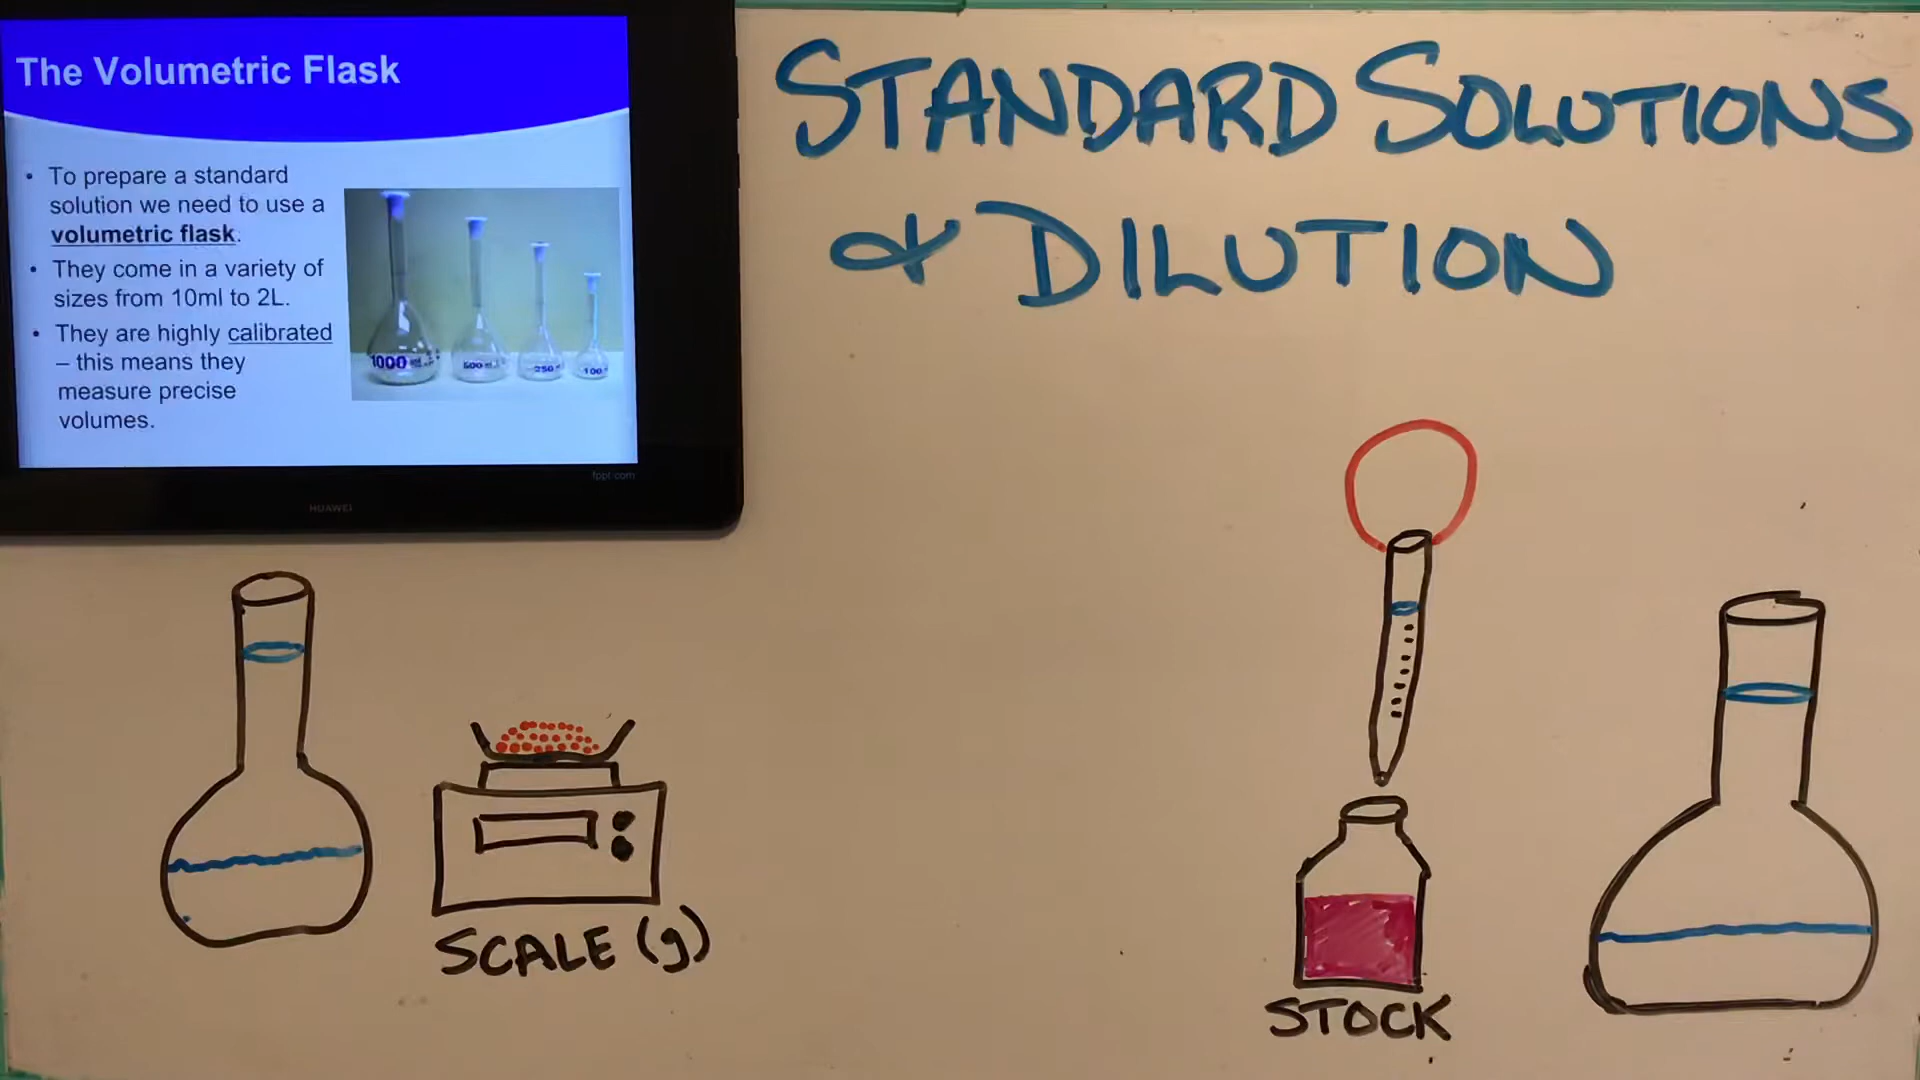 The Volumetric Flask
• To prepare a standard
solution we need to use a
volumetric flask.
• They come in a variety of
sizes from 10ml to 2L.
• They are highly calibrated
– this means they
measure precise
volumes.
1000
500
250
100
fppt.com
HUAWEI
STANDARD SOLUTIONS
& DILUTION
SCALE (g)
STOCK